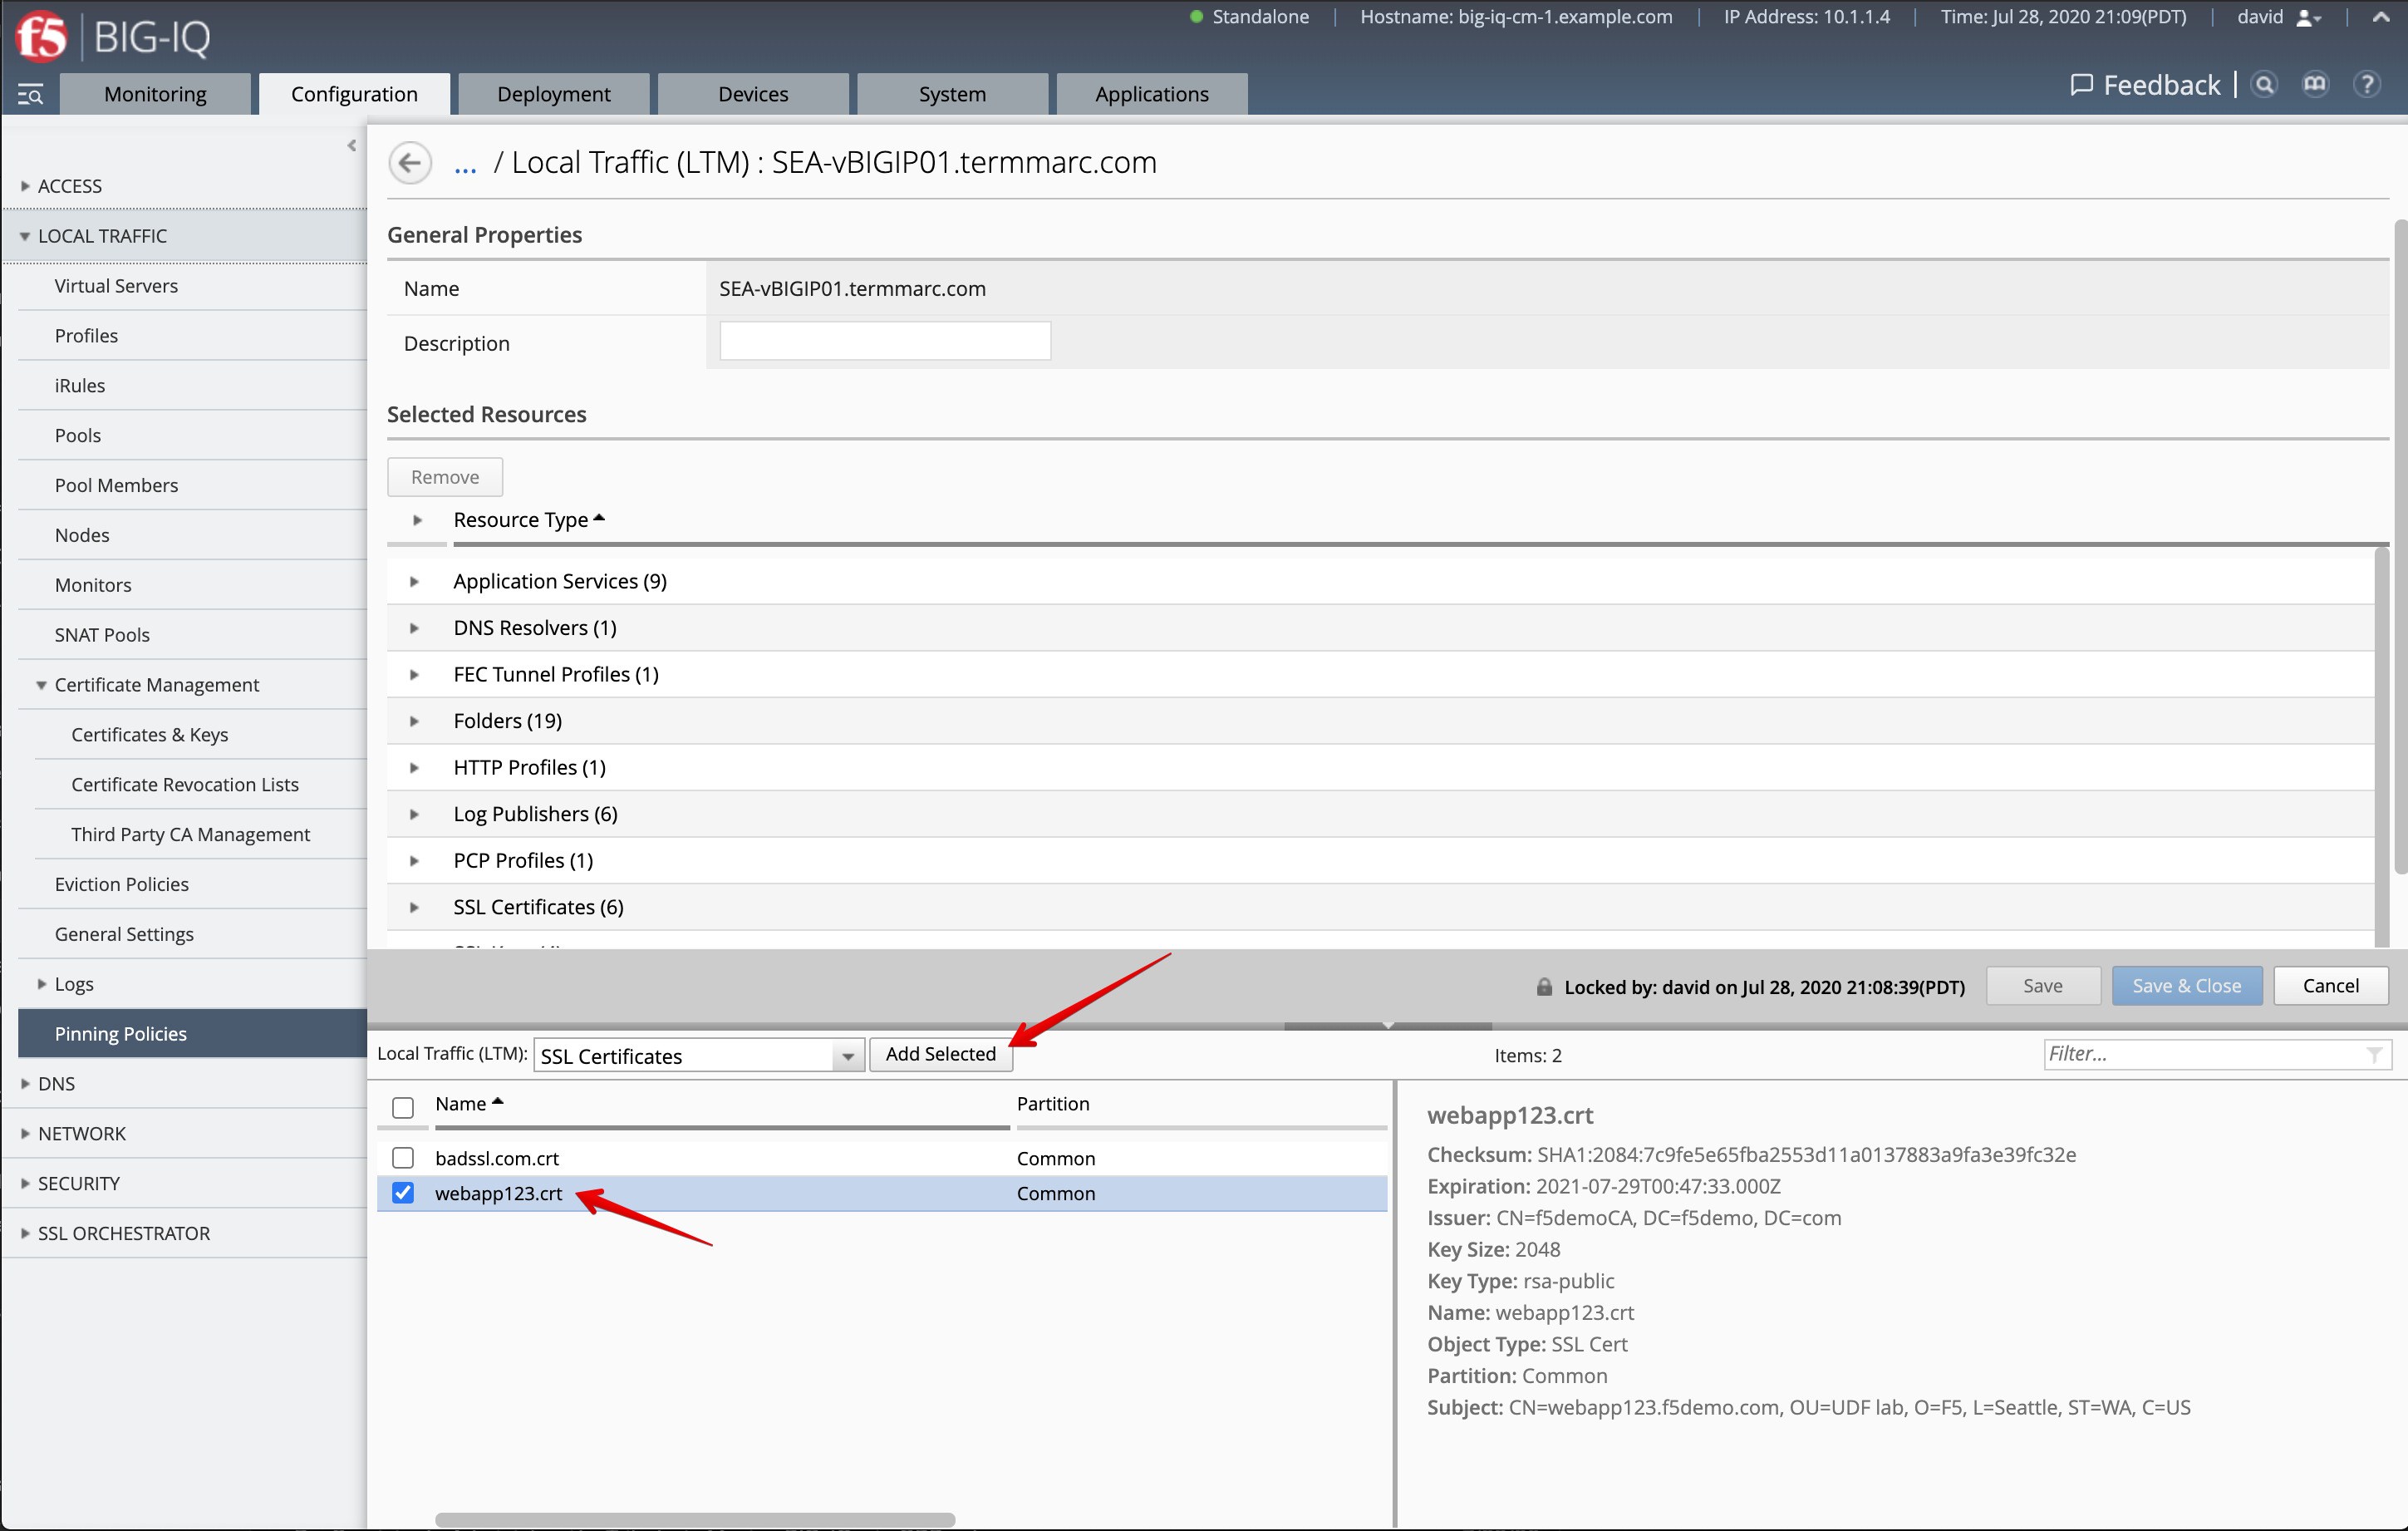 Standalone | Hostname: big-iq-cm-1.example.com | IP Address: 10.1.1.4 | Time: Jul 28, 2020 21:09(PDT) | david
f5 BIG-IQ
Monitoring Configuration Deployment Devices System Applications Feedback | ?
... / Local Traffic (LTM) : SEA-vBIGIP01.termmarc.com
ACCESS
LOCAL TRAFFIC
Virtual Servers
Profiles
iRules
Pools
Pool Members
Nodes
Monitors
SNAT Pools
Certificate Management
Certificates & Keys
Certificate Revocation Lists
Third Party CA Management
Eviction Policies
General Settings
Logs
Pinning Policies
DNS
NETWORK
SECURITY
SSL ORCHESTRATOR
General Properties
Name SEA-vBIGIP01.termmarc.com
Description
Selected Resources
Remove
Resource Type
Application Services (9)
DNS Resolvers (1)
FEC Tunnel Profiles (1)
Folders (19)
HTTP Profiles (1)
Log Publishers (6)
PCP Profiles (1)
SSL Certificates (6)
Locked by: david on Jul 28, 2020 21:08:39(PDT) Save Save & Close Cancel
Local Traffic (LTM): SSL Certificates Add Selected Items: 2 Filter...
Name Partition
badssl.com.crt Common
webapp123.crt Common
webapp123.crt
Checksum: SHA1:2084:7c9fe5e65fba2553d11a0137883a9fa3e39fc32e
Expiration: 2021-07-29T00:47:33.000Z
Issuer: CN=f5demoCA, DC=f5demo, DC=com
Key Size: 2048
Key Type: rsa-public
Name: webapp123.crt
Object Type: SSL Cert
Partition: Common
Subject: CN=webapp123.f5demo.com, OU=UDF lab, O=F5, L=Seattle, ST=WA, C=US